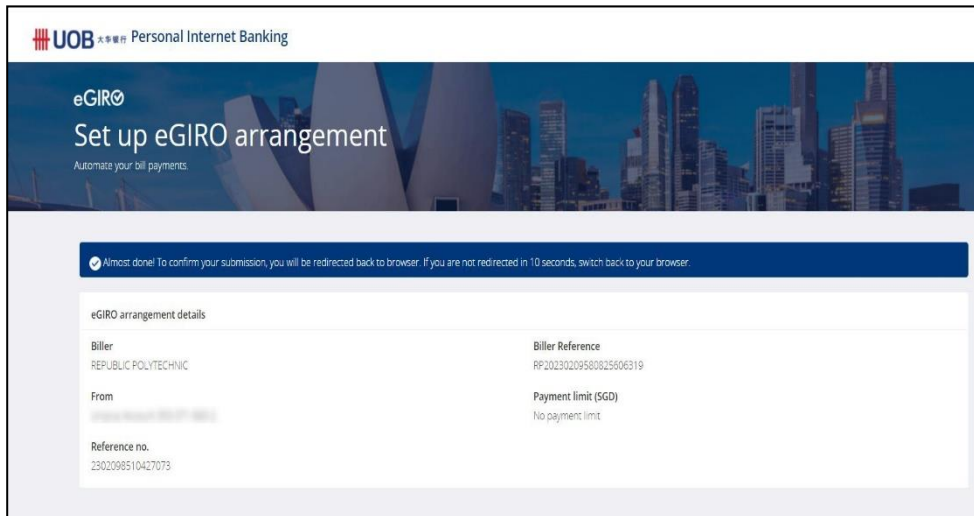 UOB 大华银行 Personal Internet Banking
eGIRO
Set up eGIRO arrangement
Automate your bill payments.
Almost done! To confirm your submission, you will be redirected back to browser. If you are not redirected in 10 seconds, switch back to your browser.
eGIRO arrangement details
Biller
REPUBLIC POLYTECHNIC
Biller Reference
RP20230209580825606319
From
Payment limit (SGD)
No payment limit
Reference no.
2302098510427073